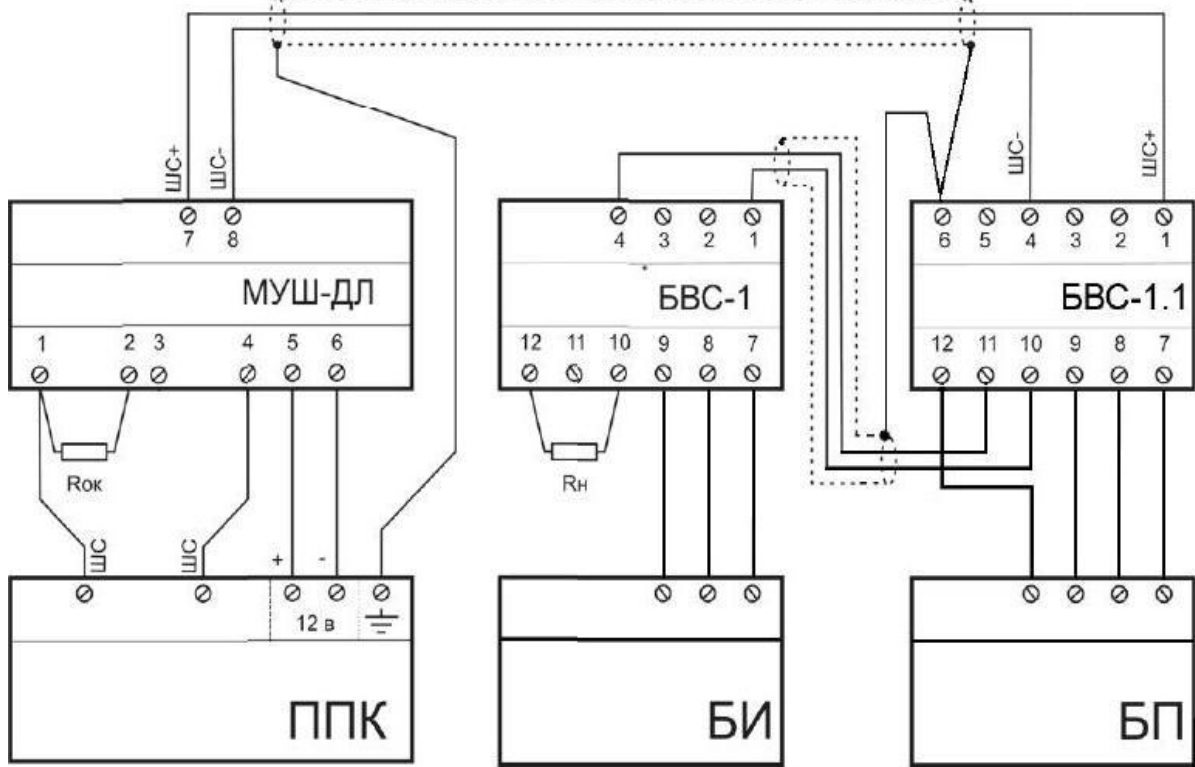 ШС+
ШС-
ШС-
ШС+
7 8
4 3 2 1
6 5 4 3 2 1
МУШ-ДЛ
БВС-1
БВС-1.1
1 2 3 4 5 6
12 11 10 9 8 7
12 11 10 9 8 7
Rок
Rн
ШС
ШС
+ -
12 в
ППК
БИ
БП